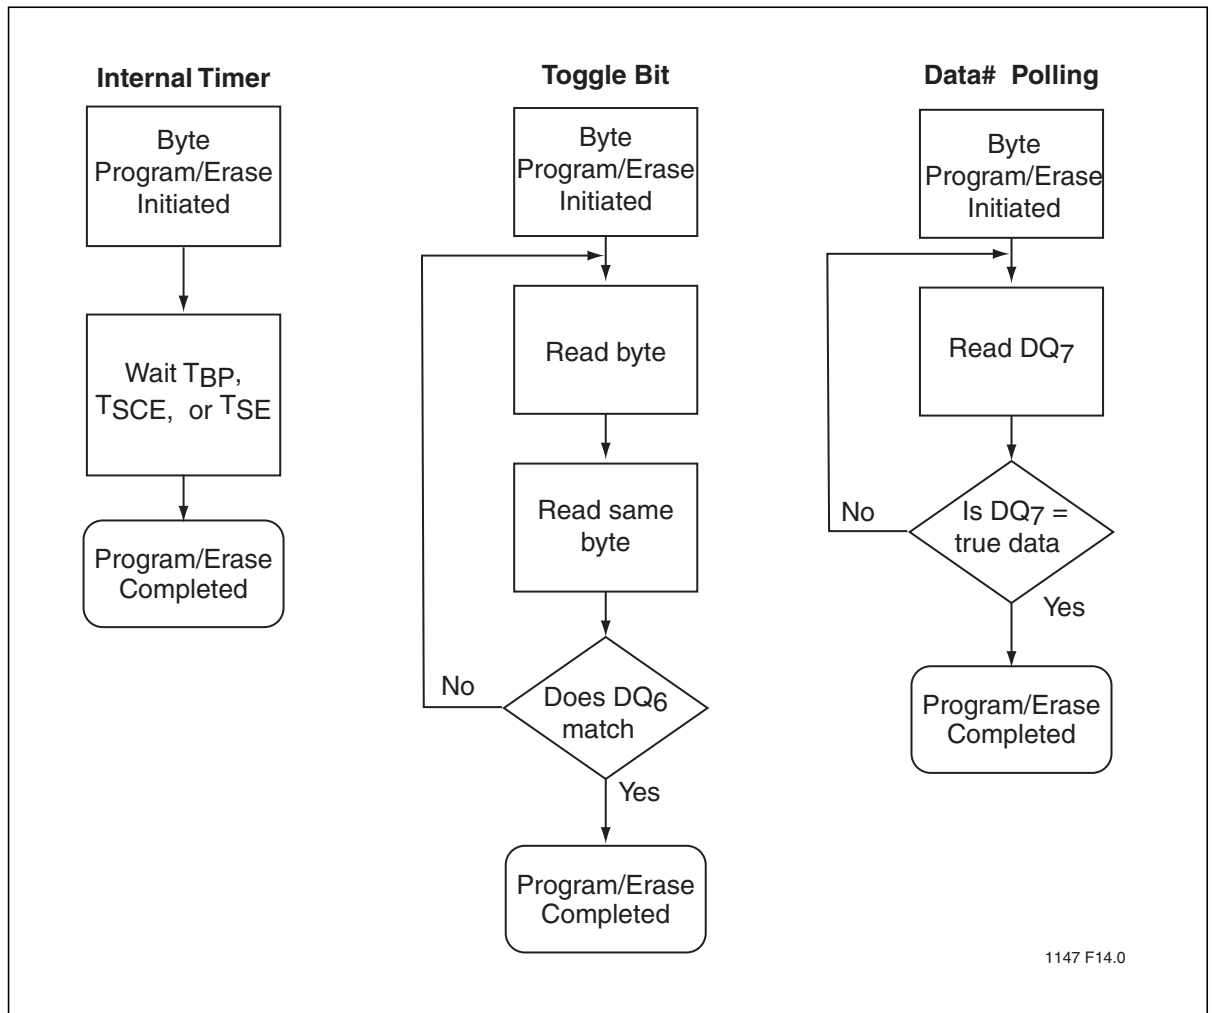 Internal Timer
Byte
Program/Erase
Initiated
Wait TBP,
TSCE, or TSE
Program/Erase
Completed
Toggle Bit
Byte
Program/Erase
Initiated
Read byte
Read same
byte
Does DQ6
match
No
Yes
Program/Erase
Completed
Data# Polling
Byte
Program/Erase
Initiated
Read DQ7
Is DQ7 =
true data
No
Yes
Program/Erase
Completed
1147 F14.0